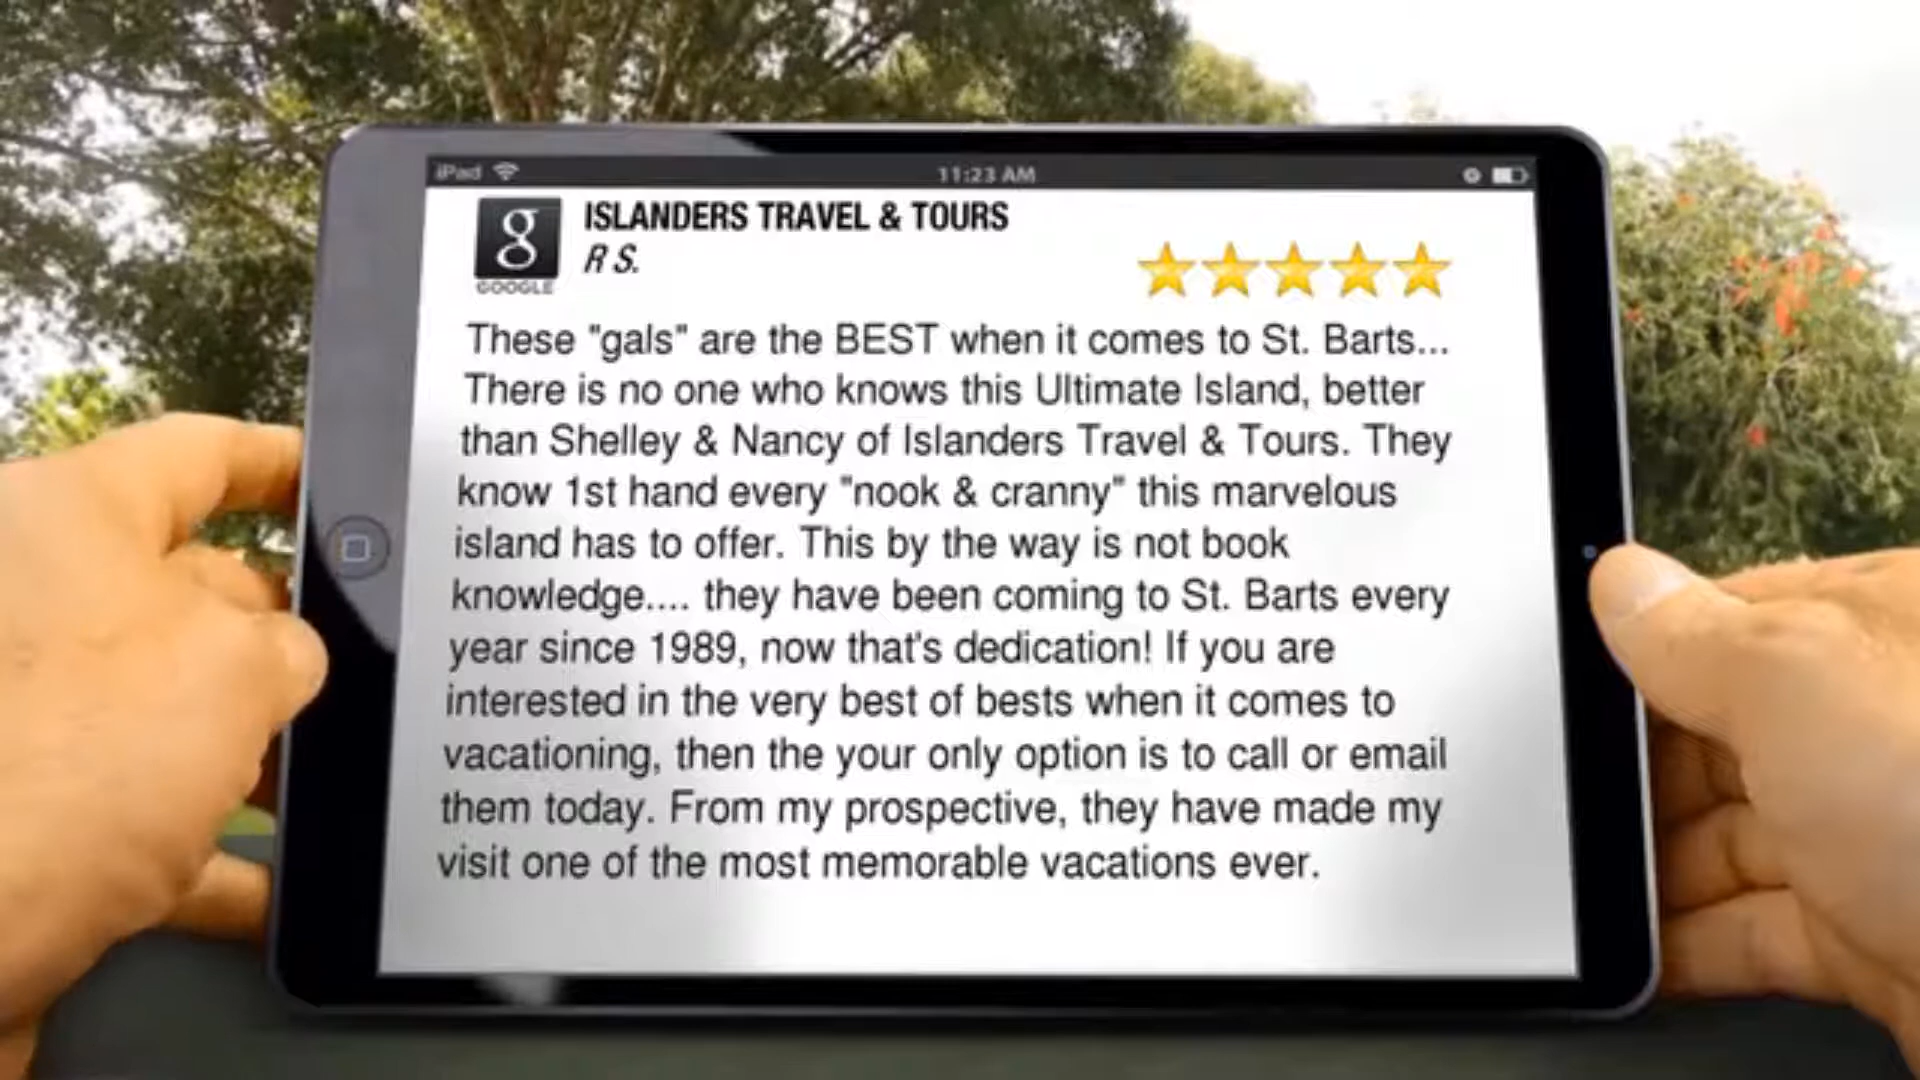 iPad
11:23 AM
g
GOOGLE
ISLANDERS TRAVEL & TOURS
R S.
These "gals" are the BEST when it comes to St. Barts...
There is no one who knows this Ultimate Island, better
than Shelley & Nancy of Islanders Travel & Tours. They
know 1st hand every "nook & cranny" this marvelous
island has to offer. This by the way is not book
knowledge.... they have been coming to St. Barts every
year since 1989, now that's dedication! If you are
interested in the very best of bests when it comes to
vacationing, then the your only option is to call or email
them today. From my prospective, they have made my
visit one of the most memorable vacations ever.